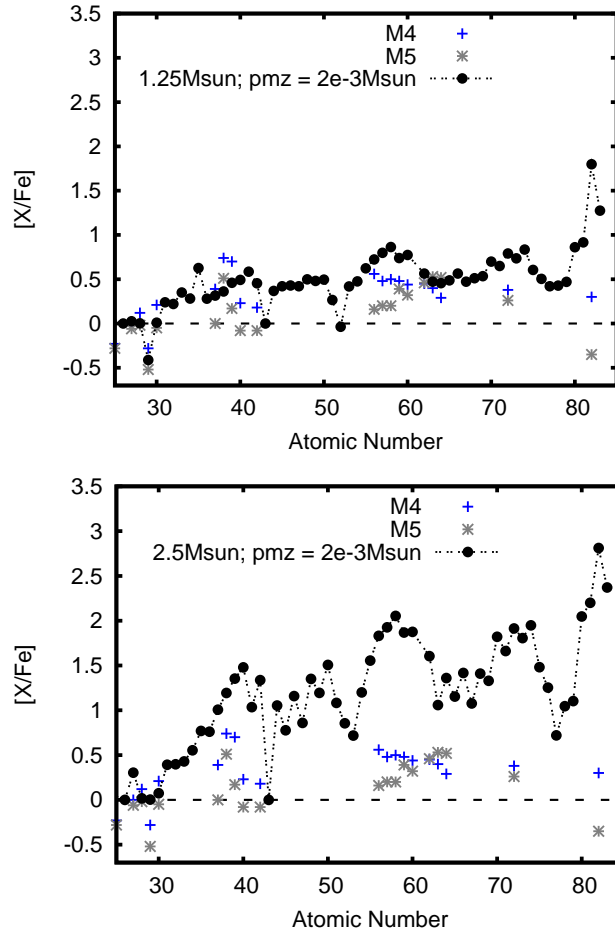 3.5
3
2.5
2
1.5
1
0.5
0
-0.5
[X/Fe]
M4
M5
1.25Msun; pmz = 2e-3Msun
30 40 50 60 70 80
Atomic Number
3.5
3
2.5
2
1.5
1
0.5
0
-0.5
[X/Fe]
M4
M5
2.5Msun; pmz = 2e-3Msun
30 40 50 60 70 80
Atomic Number